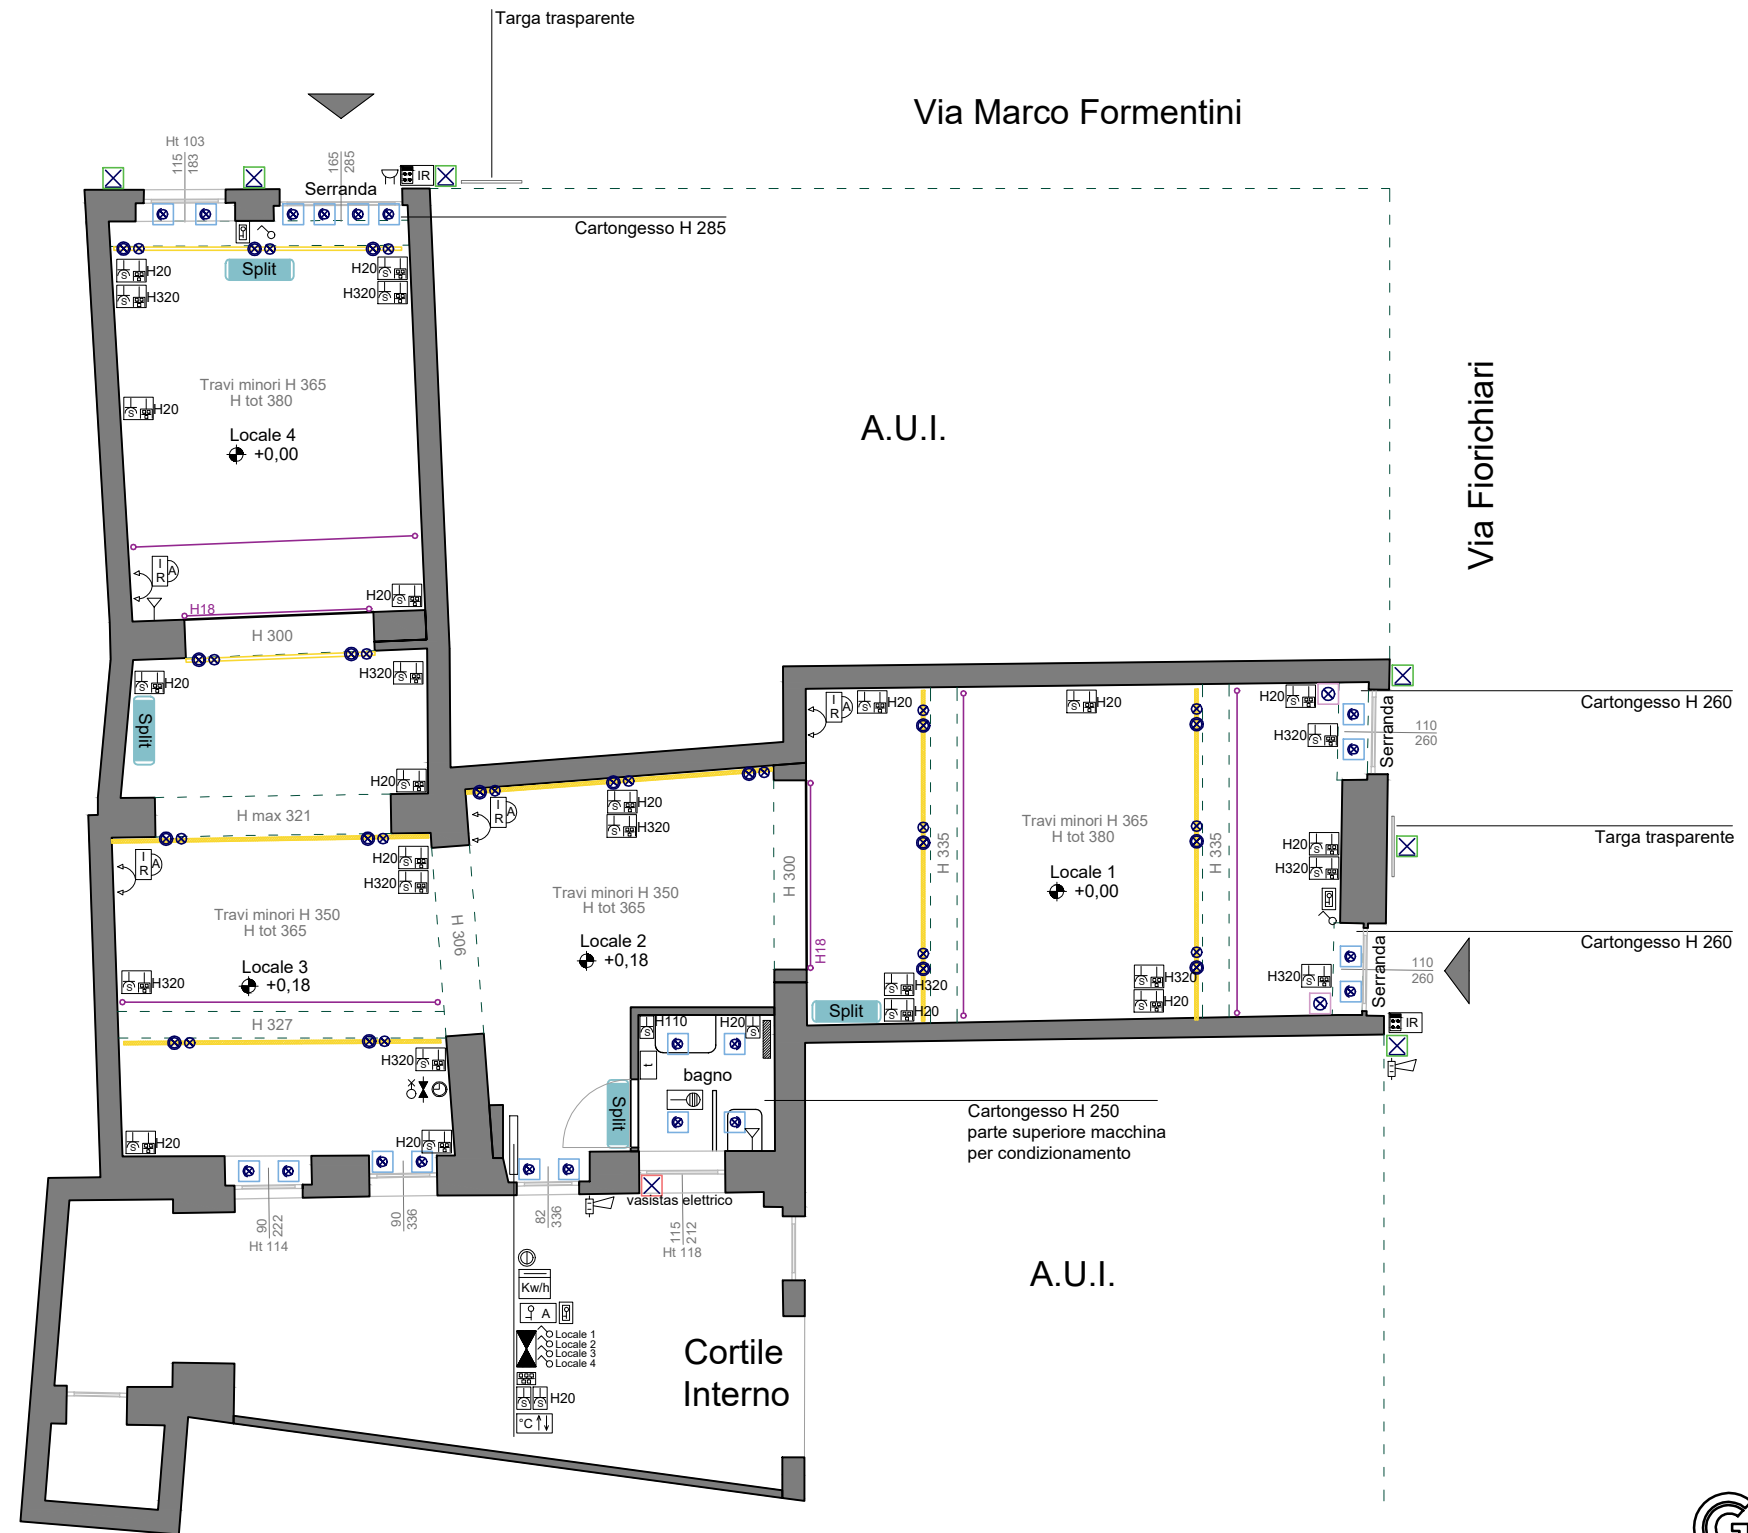 Targa trasparente
Via Marco Formentini
Ht 103
115
183
165
285
Serranda
IR
Cartongesso H 285
Split
H20
H320
H20
H320
Travi minori H 365
H tot 380
H20
Locale 4
+0,00
A.U.I.
Via Fiorichiari
I
R
A
H20
H18
H 300
H20
H320
Split
H20
H max 321
I
R
A
H20
H320
Travi minori H 350
H tot 365
Locale 3
+0,18
H320
H 327
H320
H20
H20
H 306
I
R
A
H20
H320
Travi minori H 350
H tot 365
Locale 2
+0,18
H 300
H18
I
R
A
H20
H20
H20
H320
H 335
H 335
Travi minori H 365
H tot 380
Locale 1
+0,00
H20
H320
H320
H320
H20
H320
H20
Split
Serranda
110
260
Cartongesso H 260
Targa trasparente
Cartongesso H 260
Serranda
110
260
IR
H110
H20
t
bagno
Split
Cartongesso H 250
parte superiore macchina
per condizionamento
vasistas elettrico
90
222
Ht 114
90
336
82
336
115
212
Ht 118
Kw/h
A
Locale 1
Locale 2
Locale 3
Locale 4
H20
°C
Cortile
Interno
A.U.I.